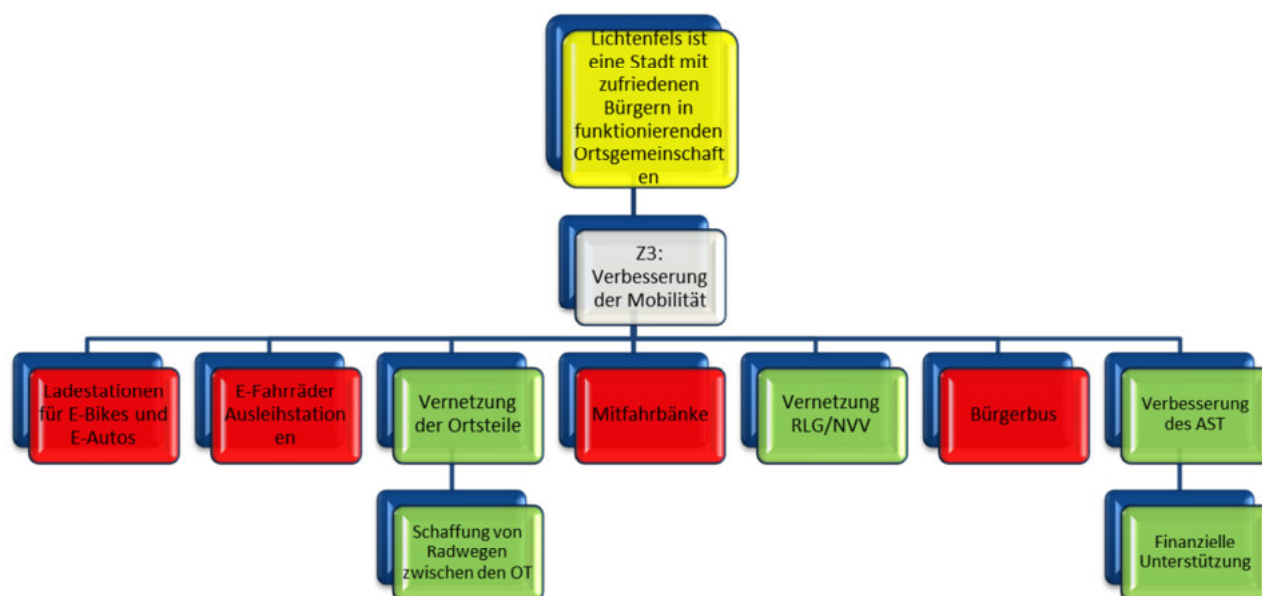 Lichtenfels ist
eine Stadt mit
zufriedenen
Bürgern in
funktionierenden
Ortsgemeinschaft
en
Z3:
Verbesserung
der Mobilität
Ladestationen
für E-Bikes und
E-Autos
E-Fahrräder
Ausleihstation
en
Vernetzung
der Ortsteile
Mitfahrbänke
Vernetzung
RLG/NVV
Bürgerbus
Verbesserung
des AST
Schaffung von
Radwegen
zwischen den OT
Finanzielle
Unterstützung